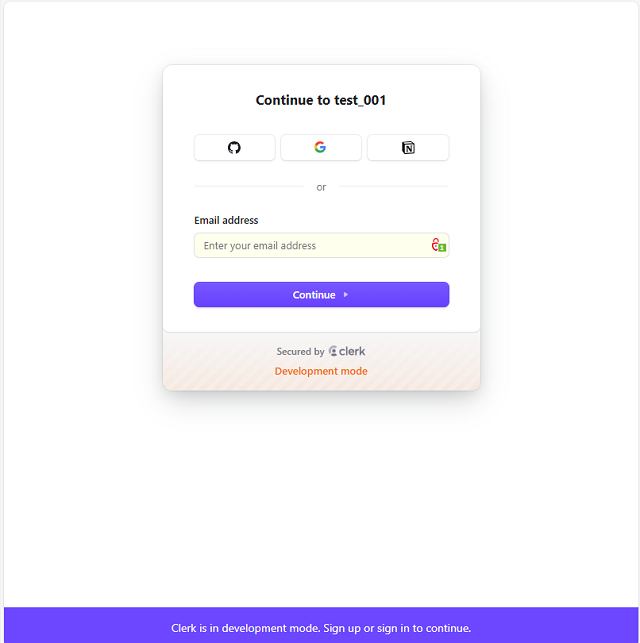 Continue to test_001
or
Email address
Enter your email address
Continue
Secured by clerk
Development mode
Clerk is in development mode. Sign up or sign in to continue.